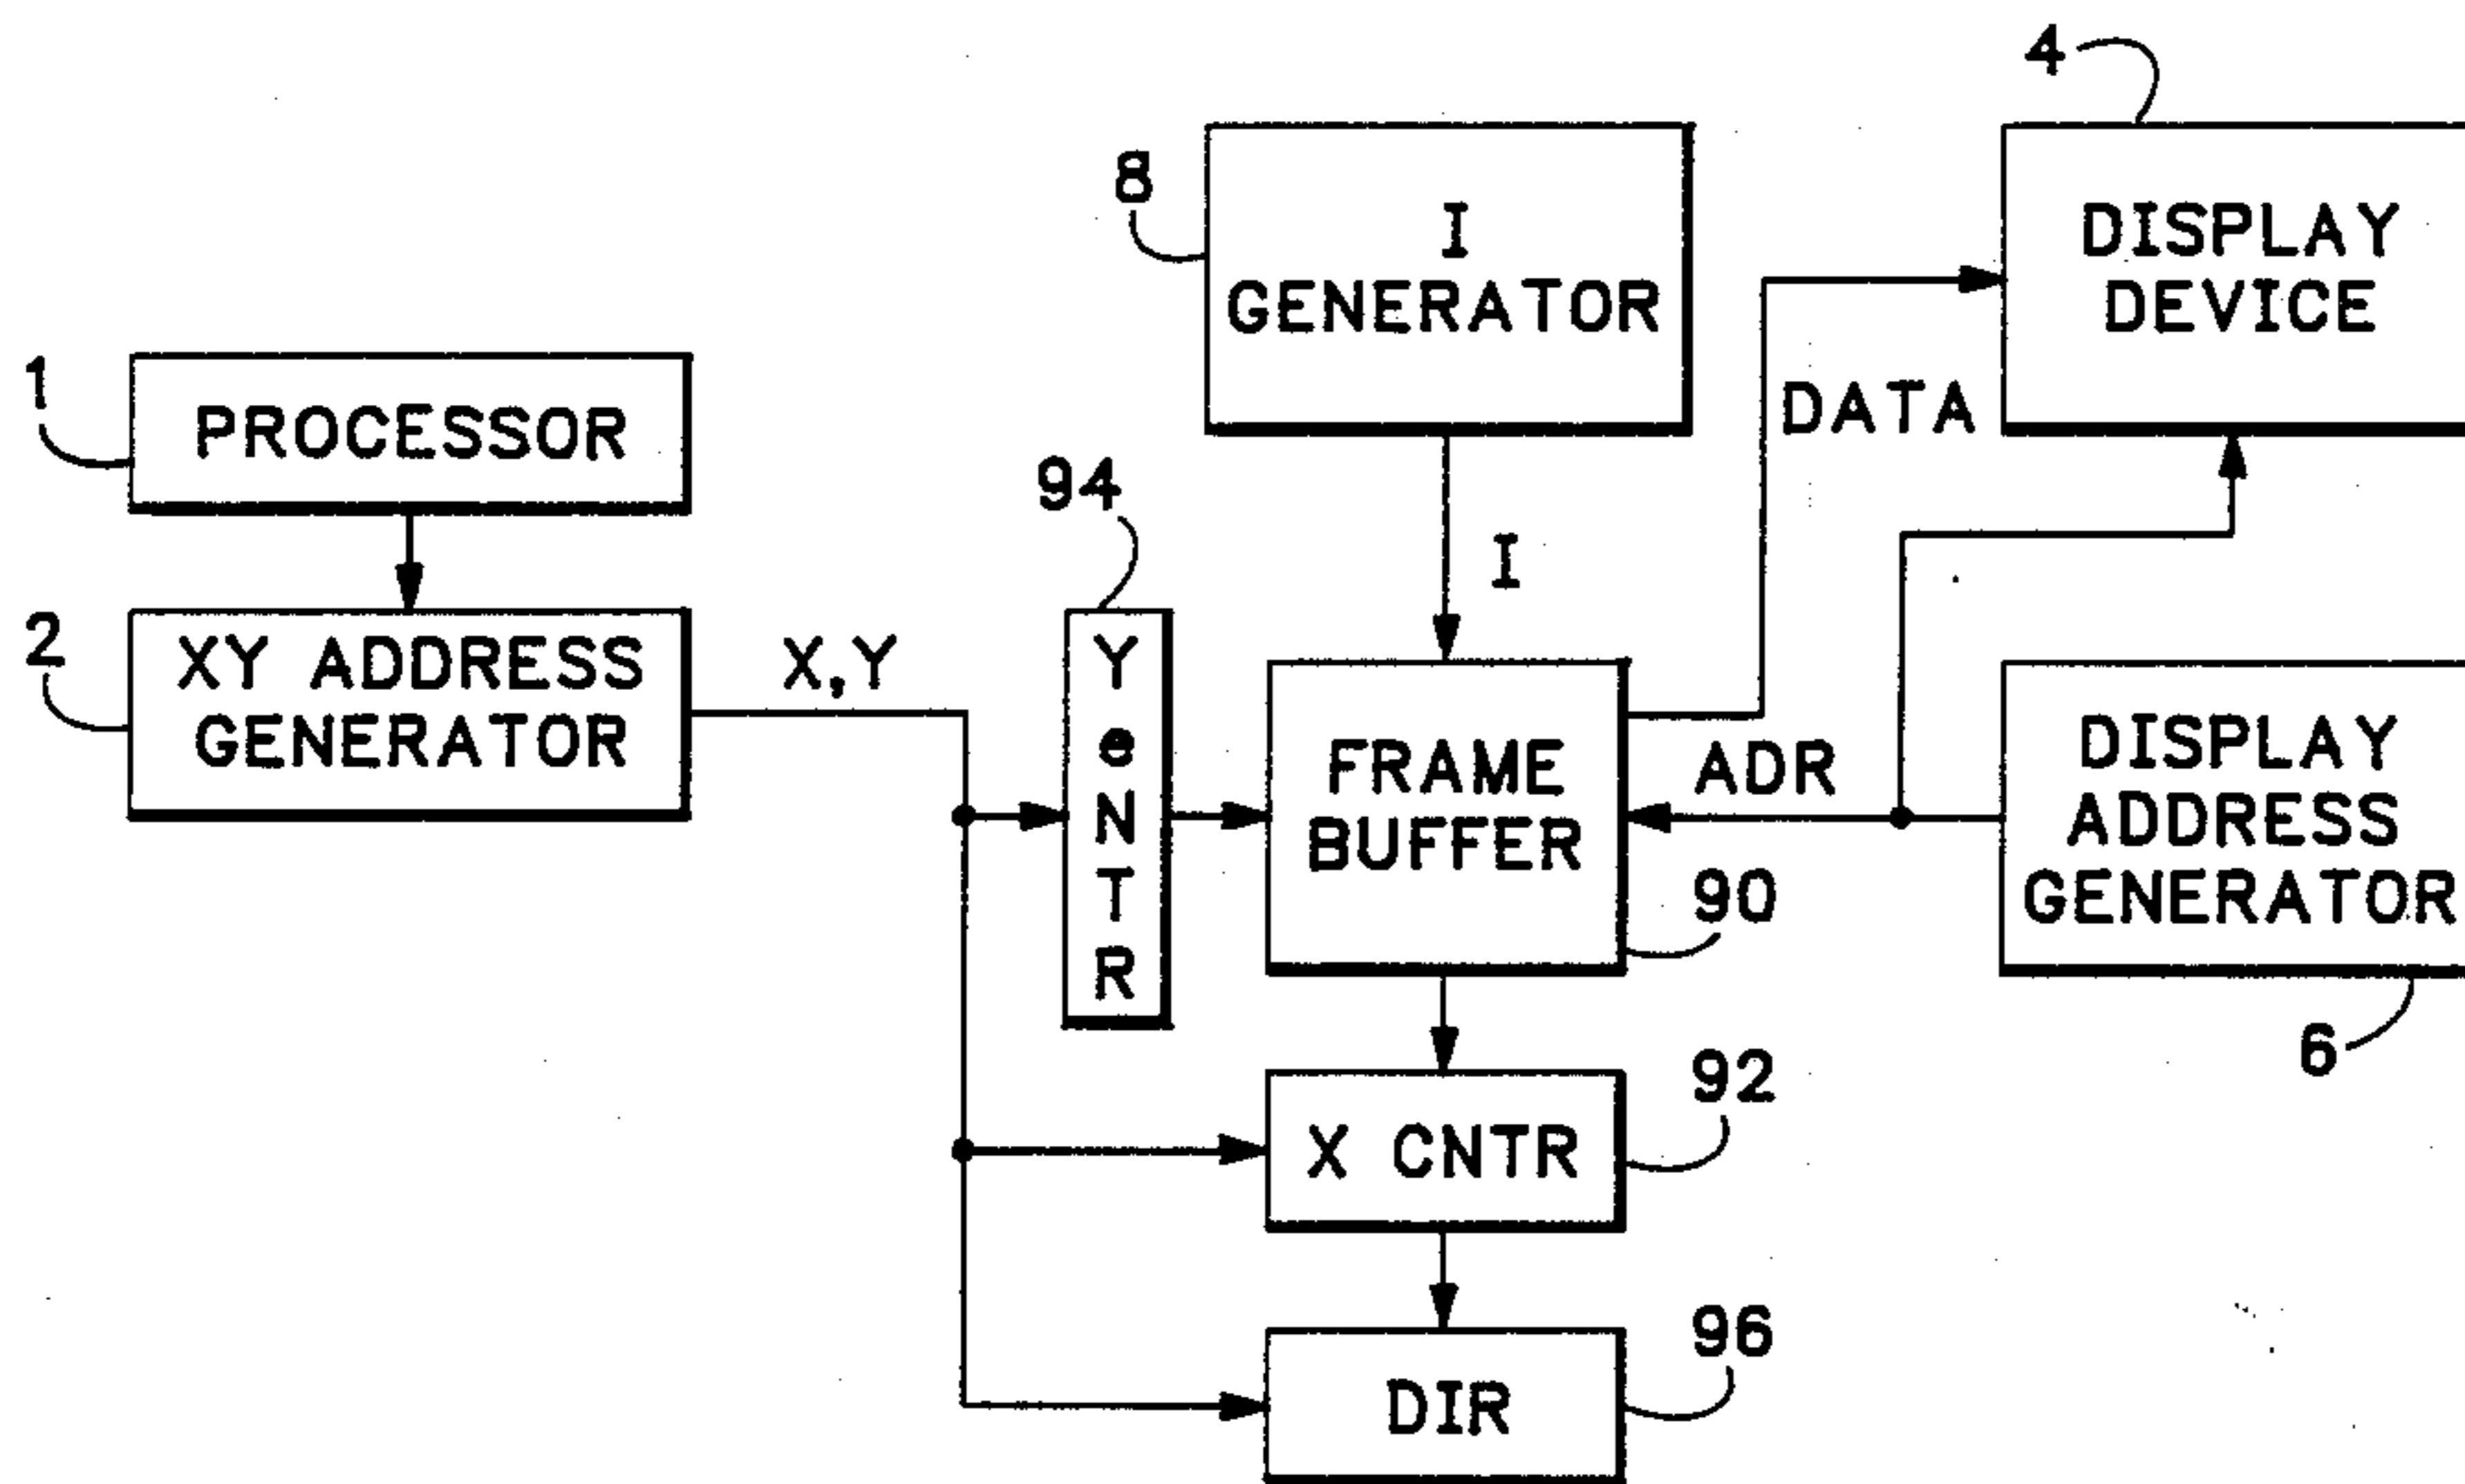 4
8
I
GENERATOR
DISPLAY
DEVICE
1
PROCESSOR
DATA
94
I
2
XY ADDRESS
GENERATOR
X,Y
Y
e
N
T
R
FRAME
BUFFER
ADR
DISPLAY
ADDRESS
GENERATOR
90
6
92
X CNTR
96
DIR